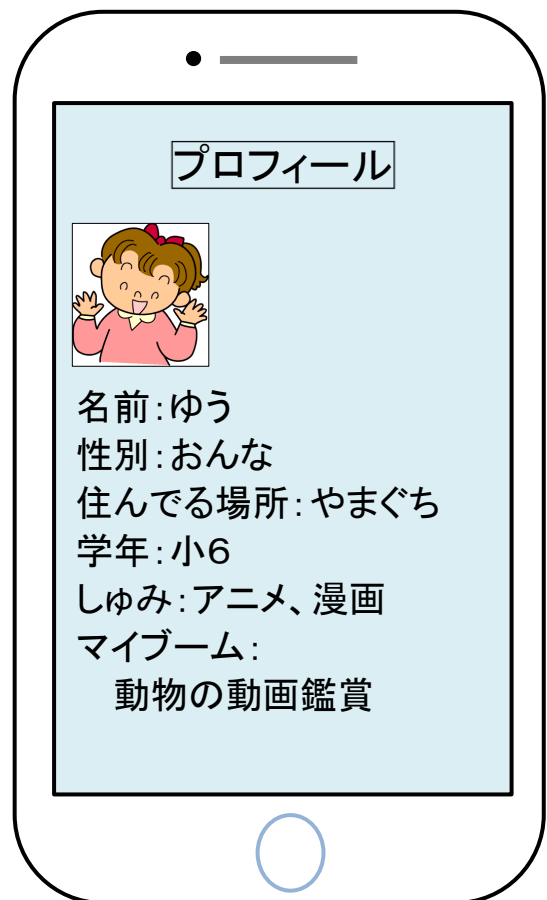 プロフィール
名前：ゆう
性別：おんな
住んでる場所：やまぐち
学年：小６
しゅみ：アニメ、漫画
マイブーム：
動物の動画鑑賞